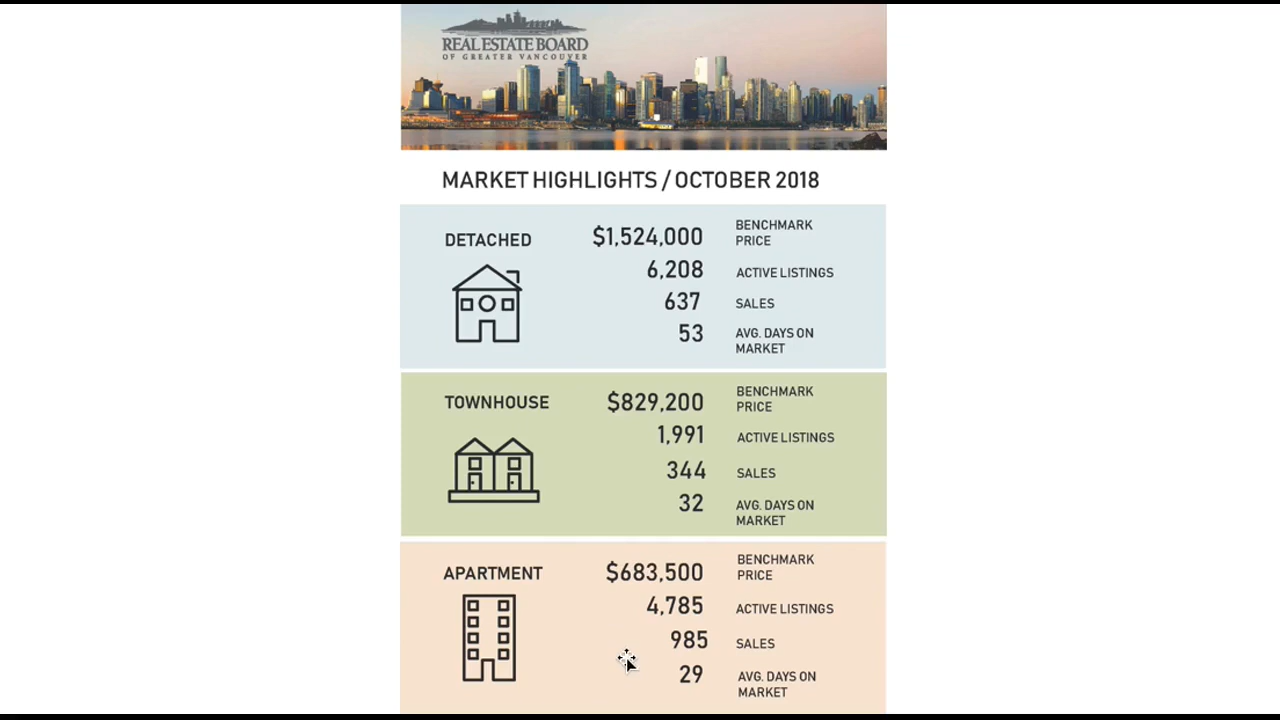 REAL ESTATE BOARD
OF GREATER VANCOUVER
MARKET HIGHLIGHTS / OCTOBER 2018
DETACHED
$1,524,000 BENCHMARK
PRICE
6,208 ACTIVE LISTINGS
637 SALES
53 AVG. DAYS ON
MARKET
TOWNHOUSE
$829,200 BENCHMARK
PRICE
1,991 ACTIVE LISTINGS
344 SALES
32 AVG. DAYS ON
MARKET
APARTMENT
$683,500 BENCHMARK
PRICE
4,785 ACTIVE LISTINGS
985 SALES
29 AVG. DAYS ON
MARKET